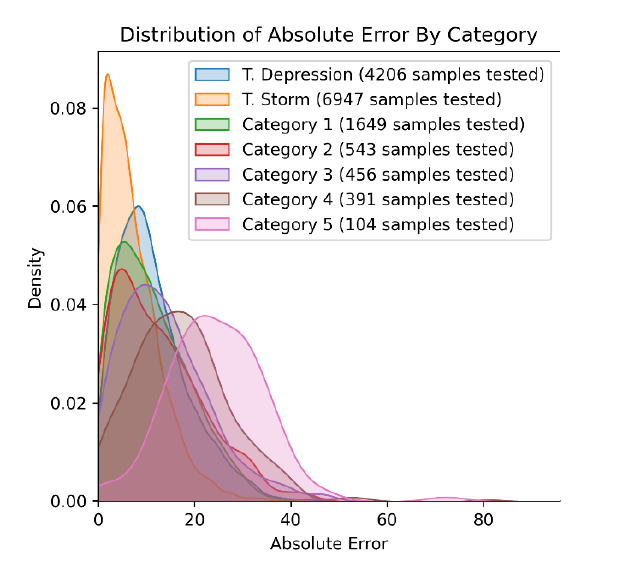 Distribution of Absolute Error By Category
T. Depression (4206 samples tested)
T. Storm (6947 samples tested)
Category 1 (1649 samples tested)
Category 2 (543 samples tested)
Category 3 (456 samples tested)
Category 4 (391 samples tested)
Category 5 (104 samples tested)
Density
0.08
0.06
0.04
0.02
0.00
0 20 40 60 80
Absolute Error